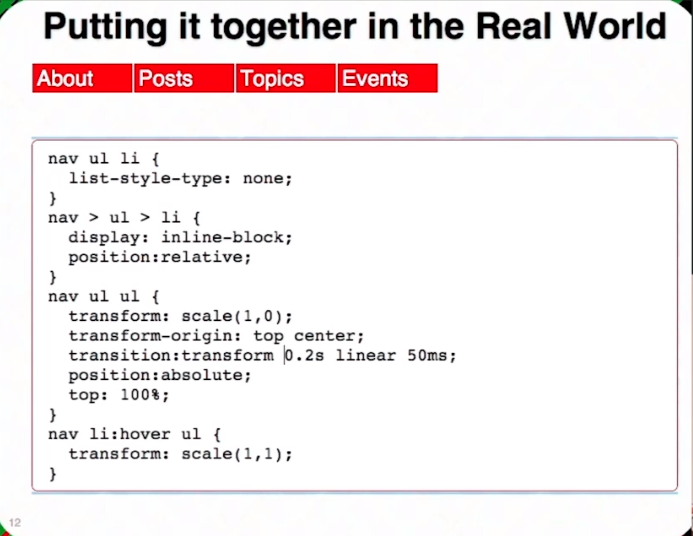 Putting it together in the Real World
About Posts Topics Events
nav ul li {
  list-style-type: none;
}
nav > ul > li {
  display: inline-block;
  position:relative;
}
nav ul ul {
  transform: scale(1,0);
  transform-origin: top center;
  transition:transform 0.2s linear 50ms;
  position:absolute;
  top: 100%;
}
nav li:hover ul {
  transform: scale(1,1);
}
12